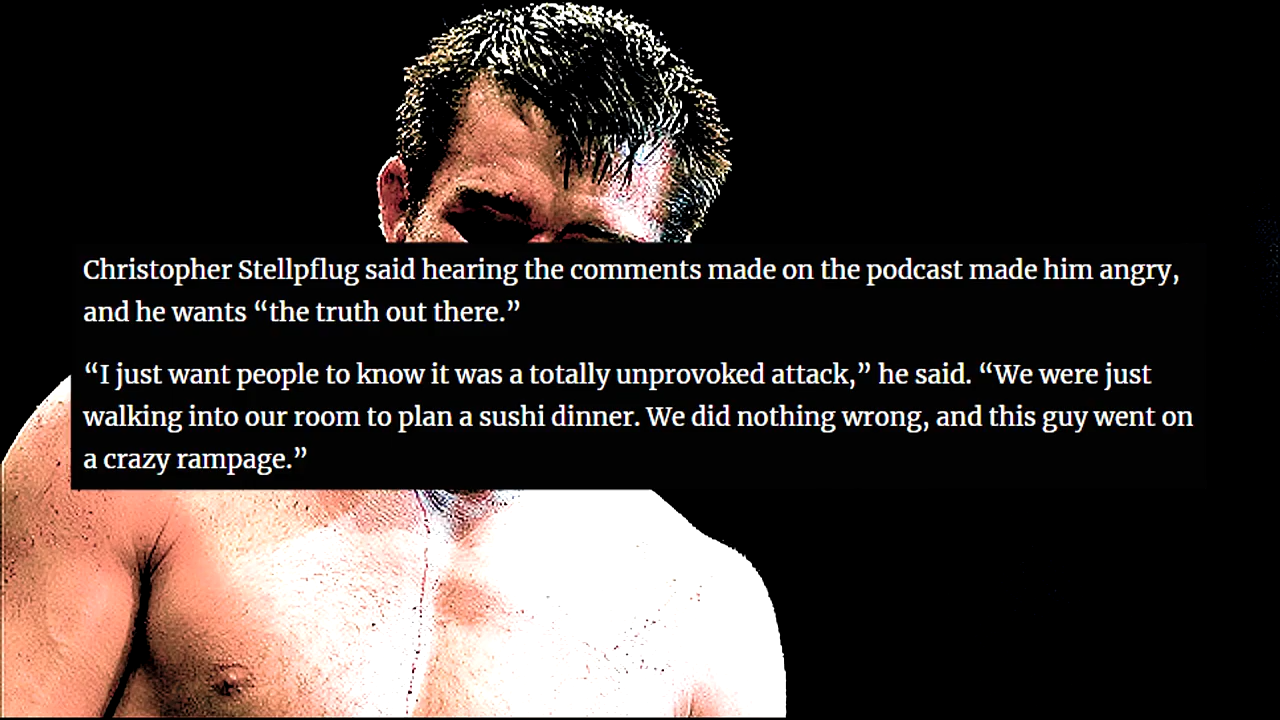 Christopher Stellpflug said hearing the comments made on the podcast made him angry,
and he wants “the truth out there.”
“I just want people to know it was a totally unprovoked attack,” he said. “We were just
walking into our room to plan a sushi dinner. We did nothing wrong, and this guy went on
a crazy rampage.”